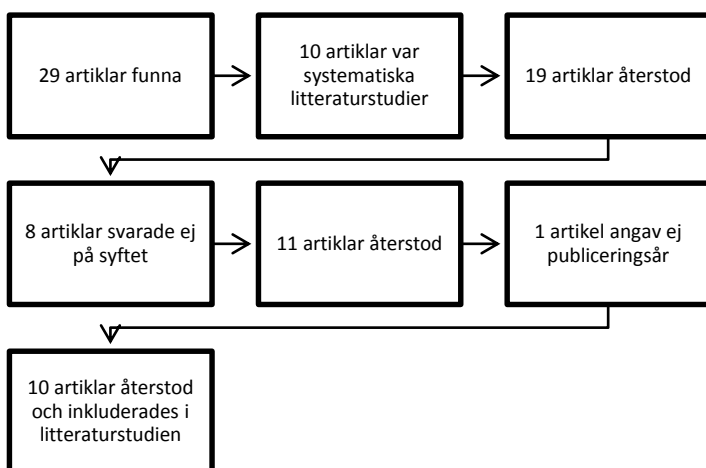 29 artiklar funna
10 artiklar var
systematiska
litteraturstudier
19 artiklar återstod
8 artiklar svarade ej
på syftet
11 artiklar återstod
1 artikel angav ej
publiceringsår
10 artiklar återstod
och inkluderades i
litteraturstudien